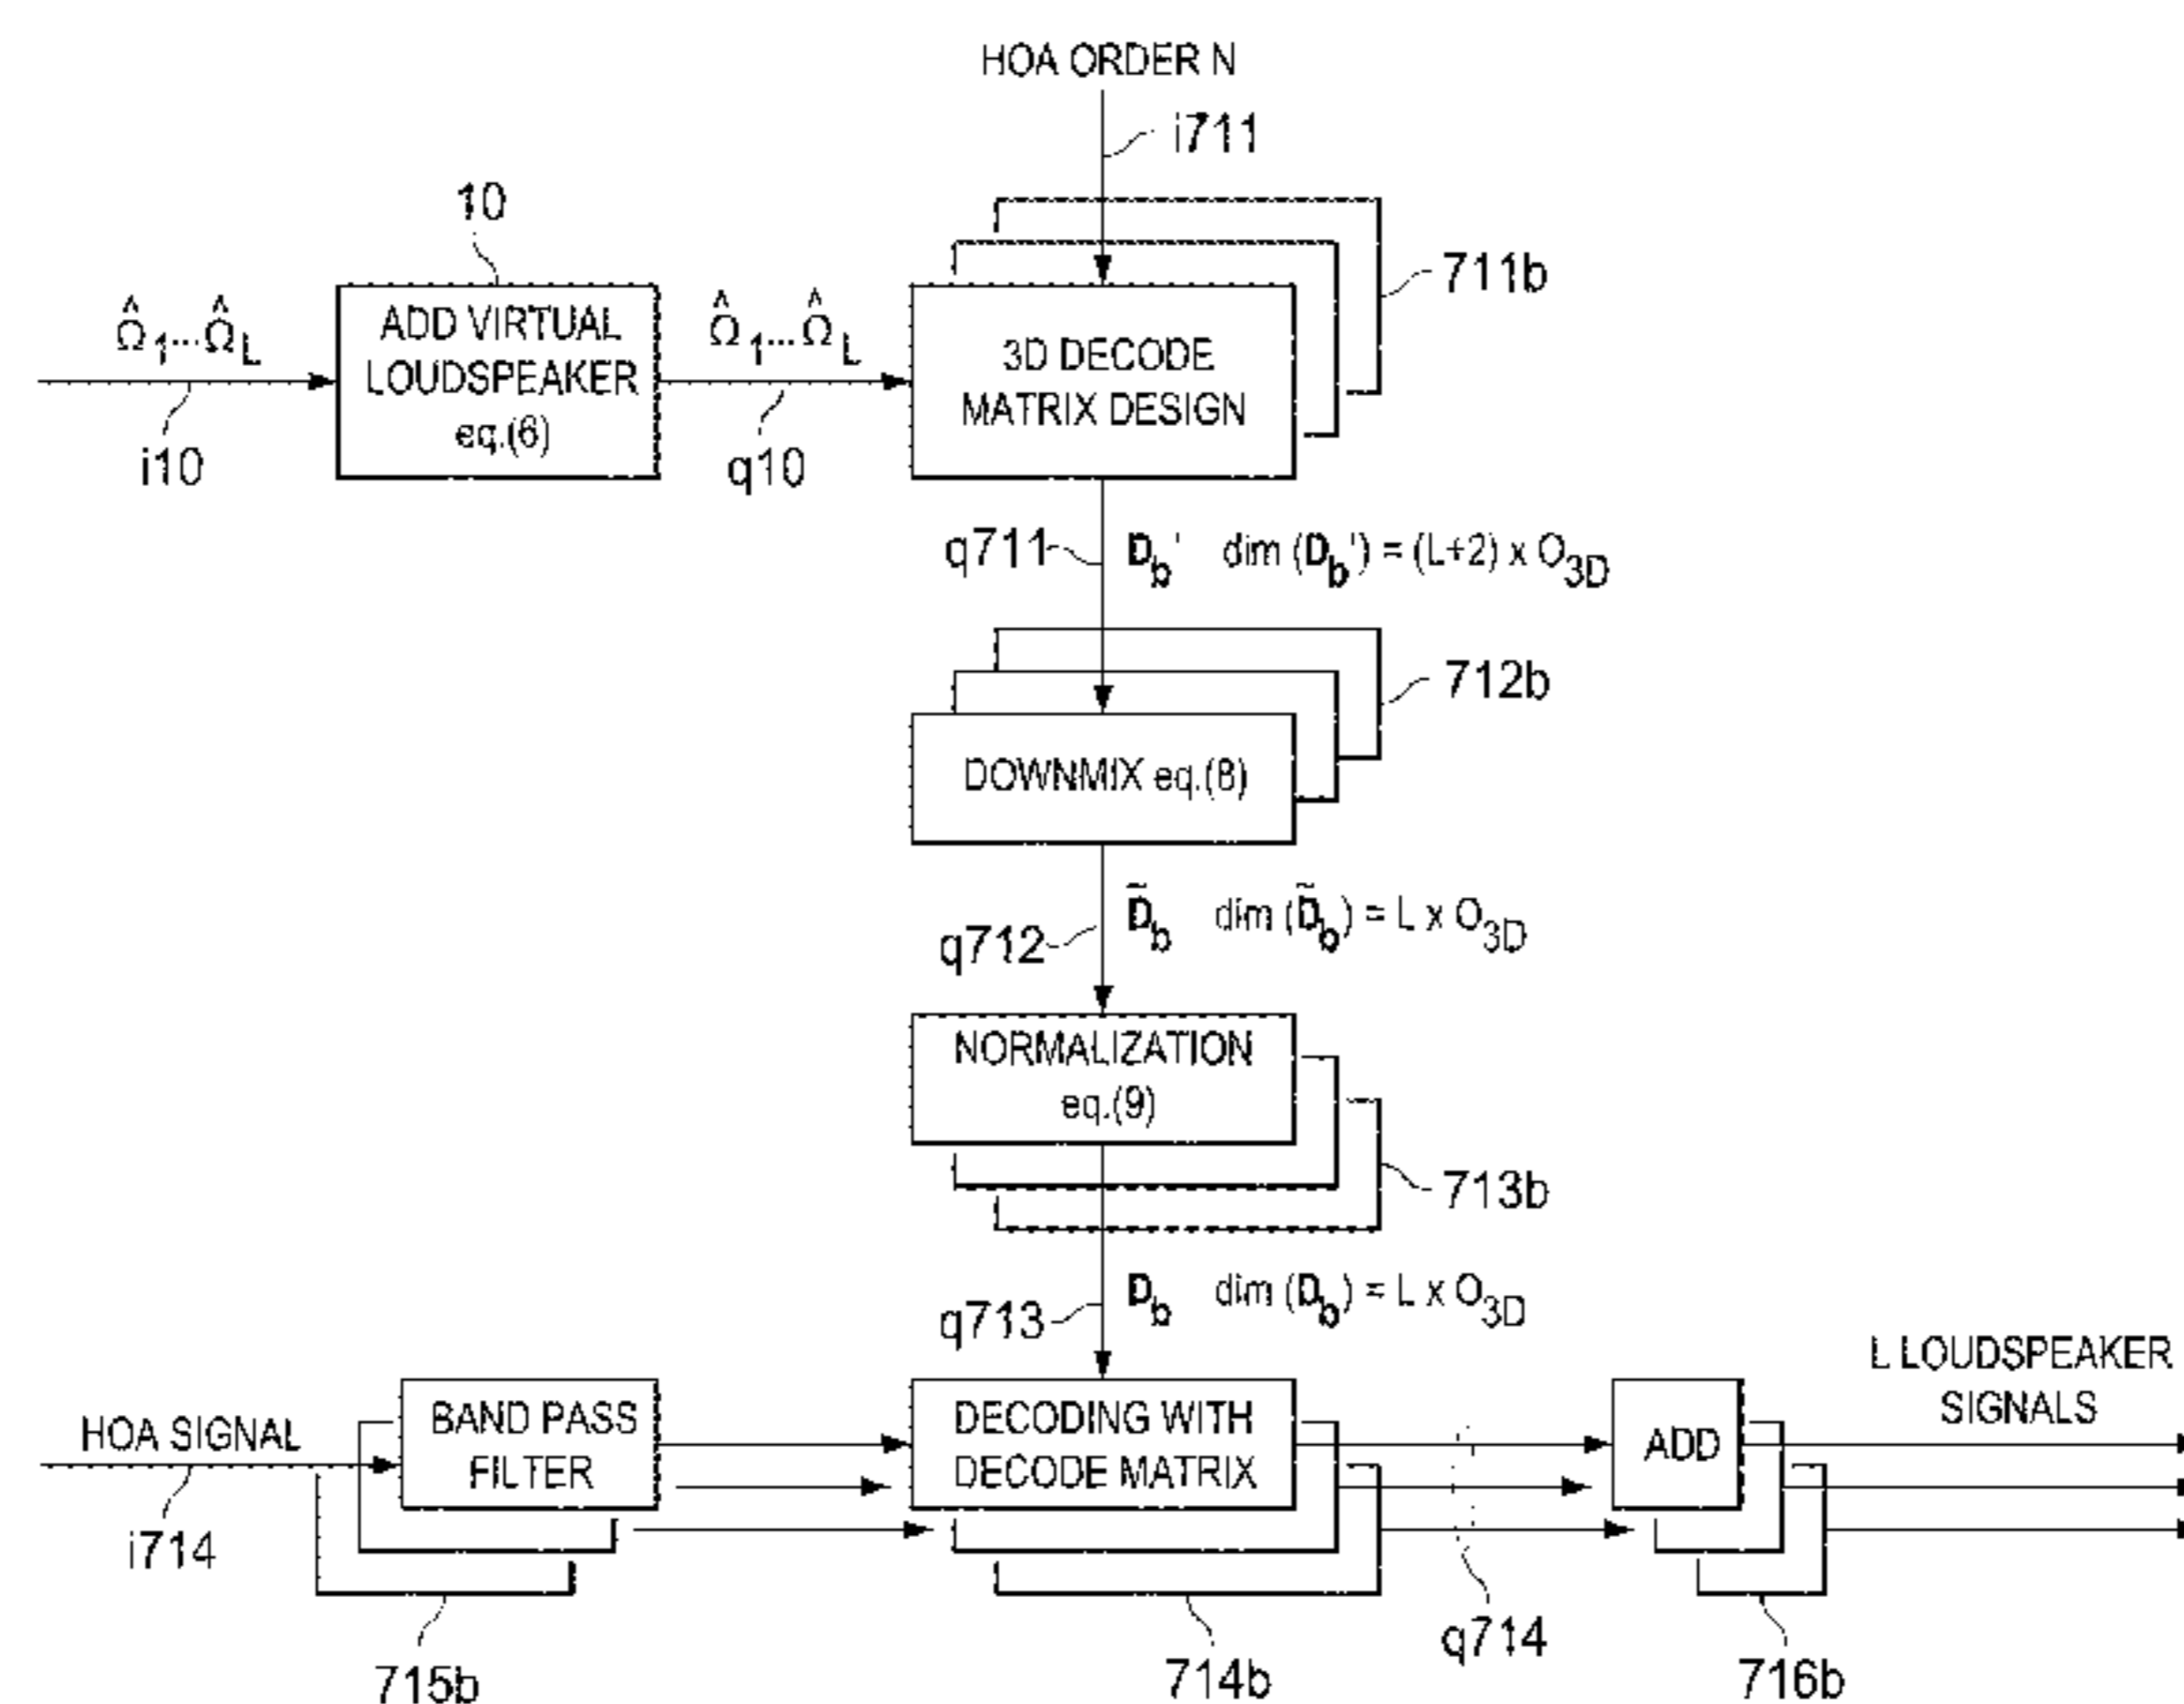 HOA ORDER N
i711
10
711b
Ω̂1...Ω̂L
ADD VIRTUAL
LOUDSPEAKER
eq.(6)
Ω̂1...Ω̂L
3D DECODE
MATRIX DESIGN
i10
q10
q711
Db' dim (Db') = (L+2) x O3D
712b
DOWNMIX eq.(8)
q712
D̃b dim (D̃b) = L x O3D
NORMALIZATION
eq.(9)
713b
q713
Db dim (Db) = L x O3D
L LOUDSPEAKER
SIGNALS
HOA SIGNAL
BAND PASS
FILTER
DECODING WITH
DECODE MATRIX
ADD
i714
q714
715b
714b
716b